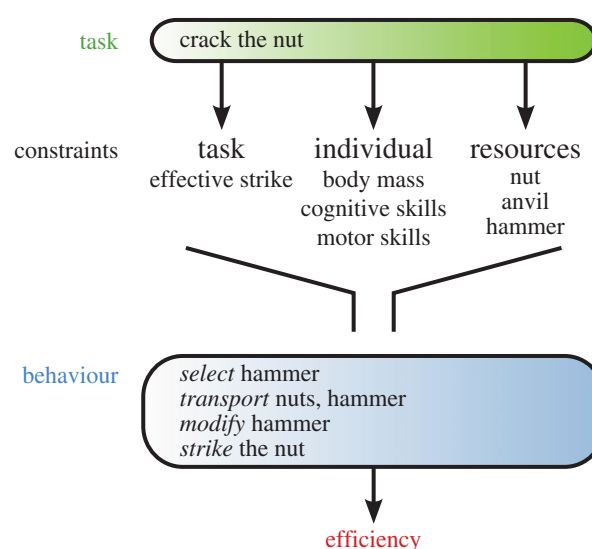 task
crack the nut
constraints
task
effective strike
individual
body mass
cognitive skills
motor skills
resources
nut
anvil
hammer
behaviour
select hammer
transport nuts, hammer
modify hammer
strike the nut
efficiency